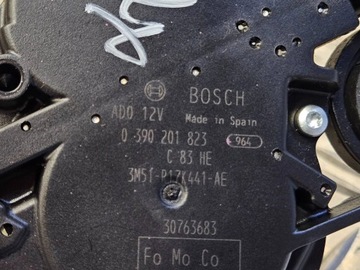 BOSCH
ADO 12V Made in Spain
0 390 201 823 964
C 83 HE
3M51-R17K441-AE
30763683
Fo Mo Co